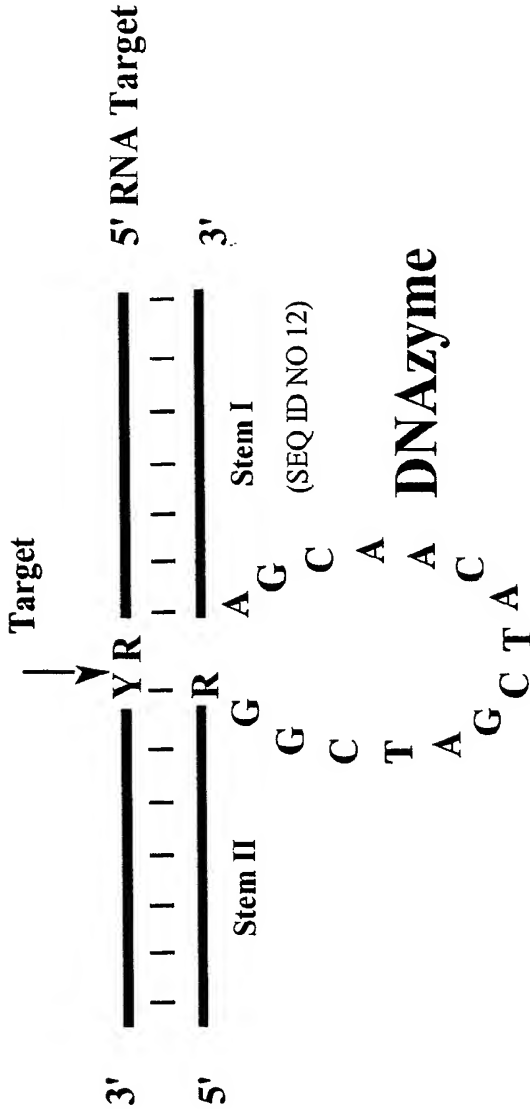 Target
3' Y R 5' RNA Target
5' R 3'
Stem II Stem I
(SEQ ID NO 12)
G G C T A G C T A C A A C G A
DNAzyme